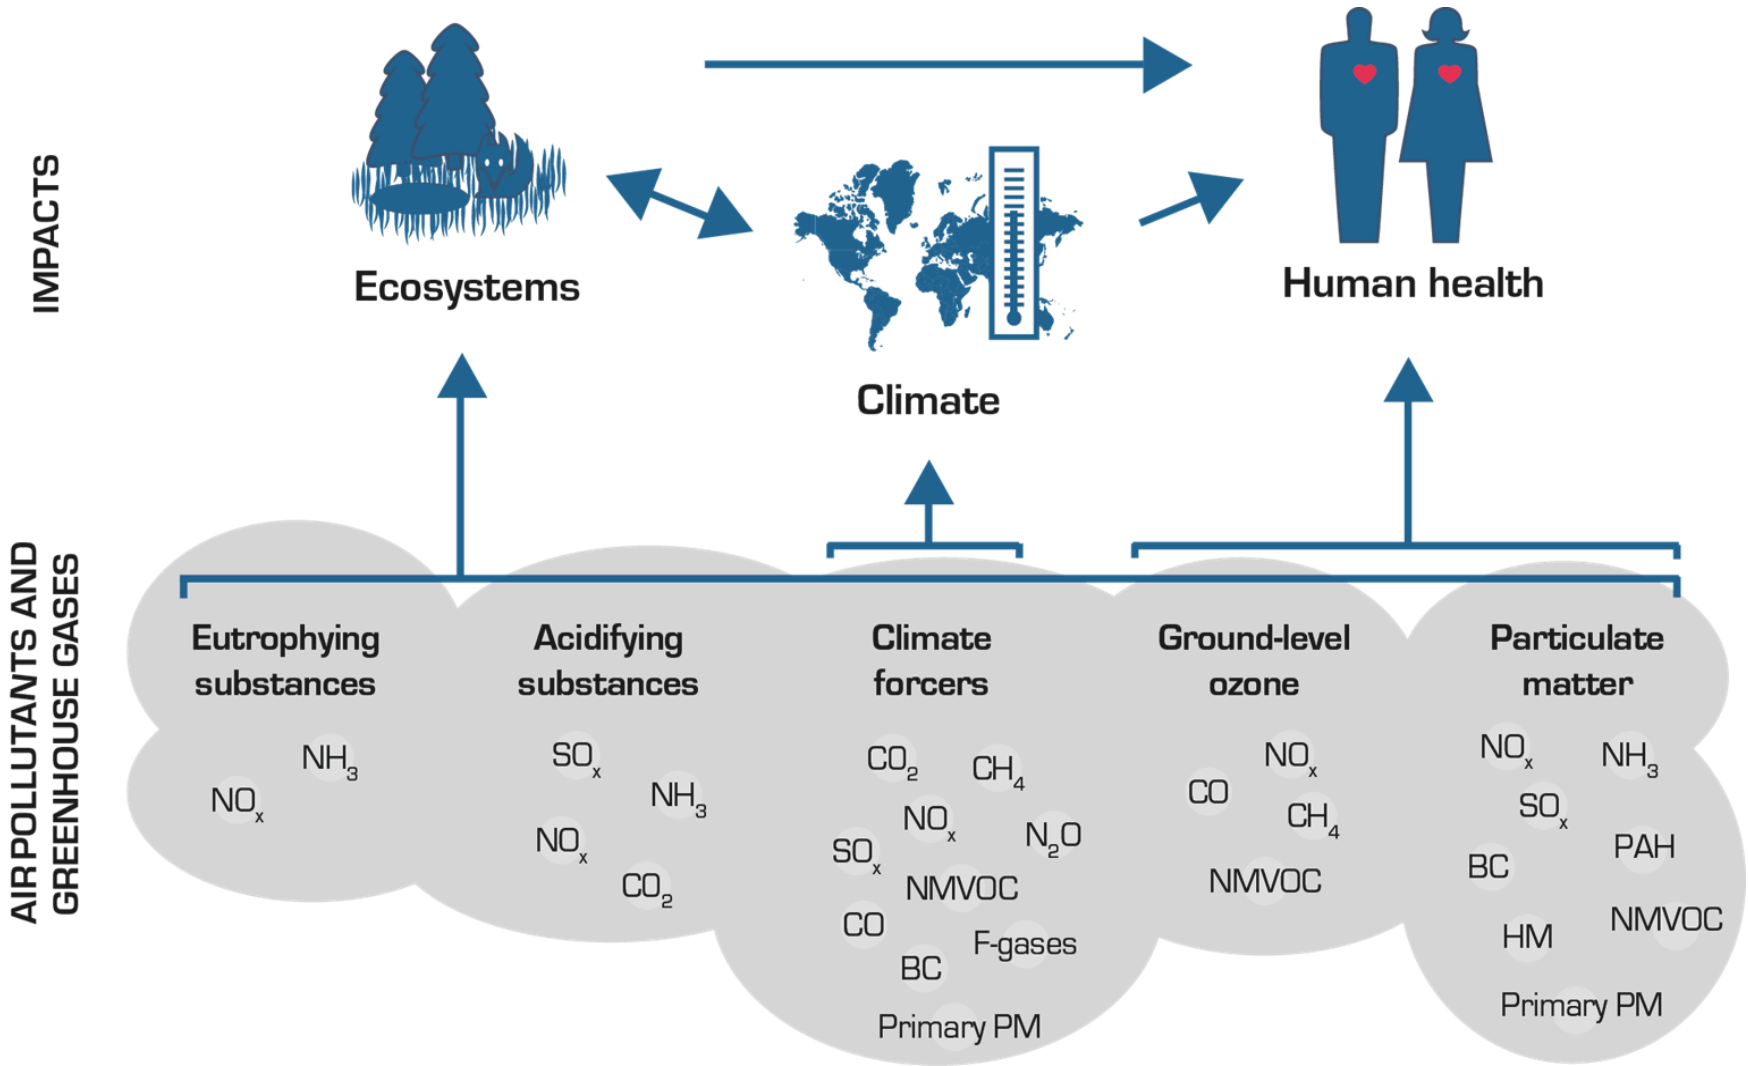 IMPACTS
Ecosystems
Climate
Human health
AIR POLLUTANTS AND
GREENHOUSE GASES
Eutrophying
substances
NH₃
NOₓ
Acidifying
substances
SOₓ
NH₃
NOₓ
CO₂
Climate
forcers
CO₂
CH₄
NOₓ
N₂O
SOₓ
NMVOC
CO
F-gases
BC
Primary PM
Ground-level
ozone
NOₓ
CO
CH₄
NMVOC
Particulate
matter
NOₓ
NH₃
SOₓ
PAH
BC
NMVOC
HM
Primary PM